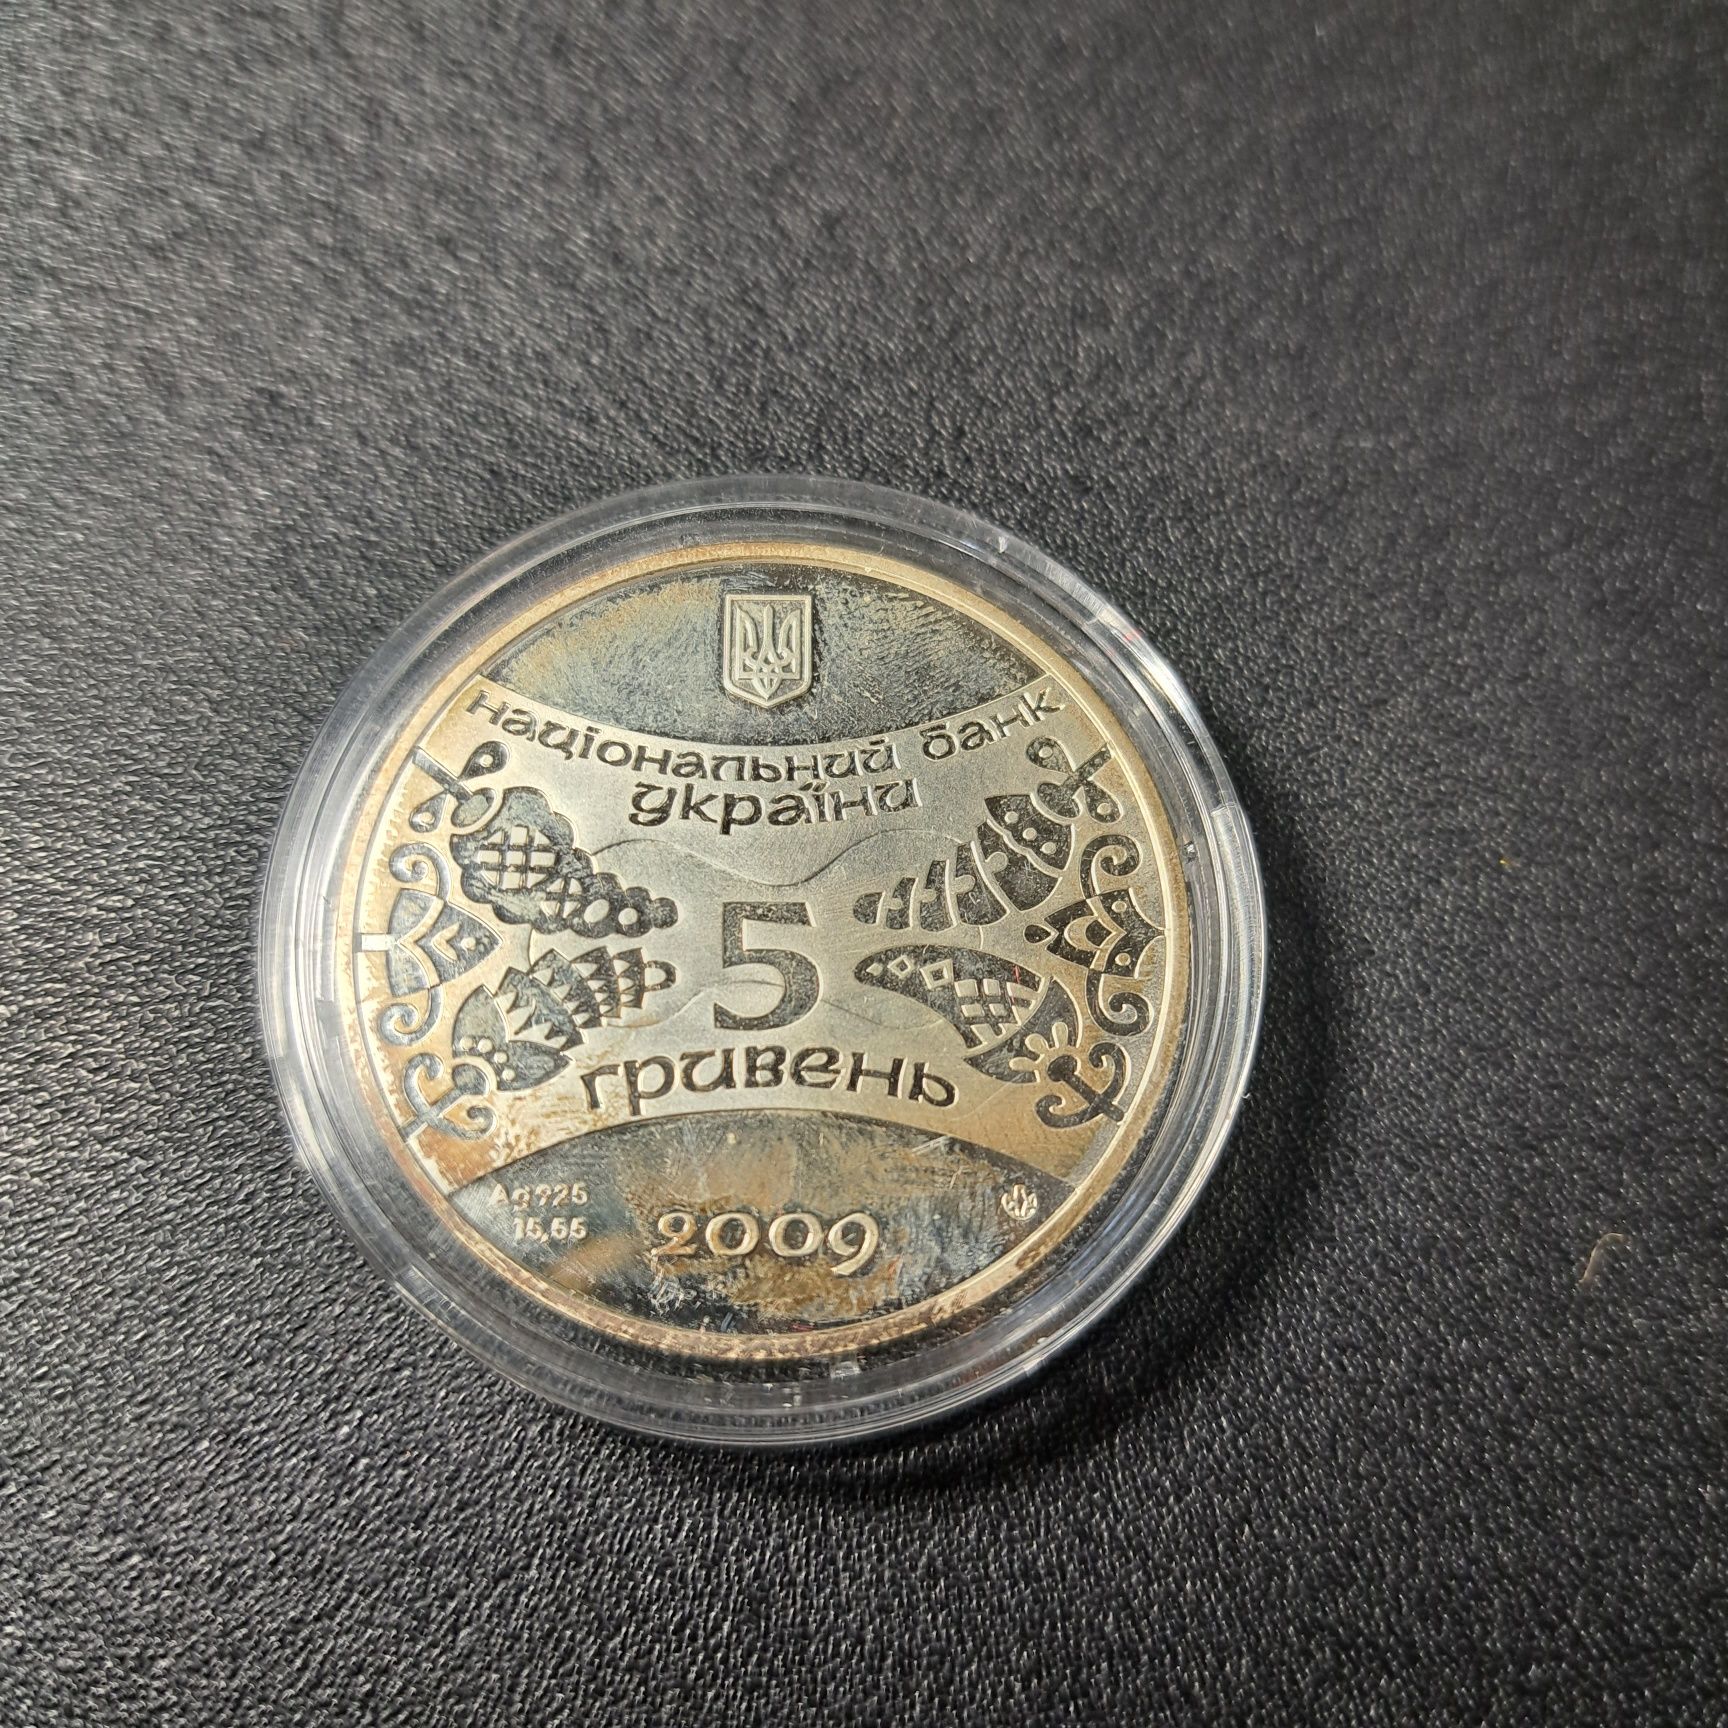 національний банк
україни
5
гривень
Ag 925
15,55
2009